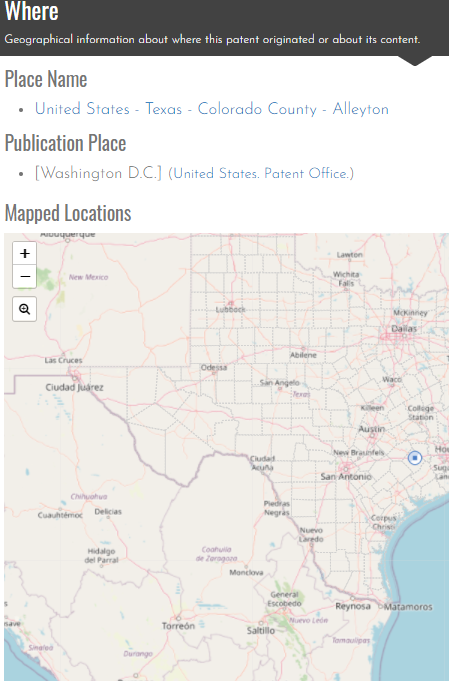 Where
Geographical information about where this patent originated or about its content.
Place Name
• United States - Texas - Colorado County - Alleyton
Publication Place
• [Washington D.C.] (United States. Patent Office.)
Mapped Locations
+
−
Albuquerque
New Mexico
Lawton
Wichita
Falls
Lubbock
McKinney
Dallas
Las Cruces
Odessa
Abilene
Ciudad Juárez
San Angelo
Texas
Waco
Killeen
College
Station
Austin
New Braunfels
Hou
Ciudad
Acuña
San Antonio
Suga
Lan
Chihuahua
Cuauhtémoc
Delicias
Piedras
Negras
Corpus
Christi
Nuevo
Laredo
Hidalgo
del Parral
Coahuila
de Zaragoza
Monclova
General
Escobedo
Reynosa
Matamoros
save
Torreón
Saltillo
Nuevo León
Sinaloa
Durango
Tamaulipas